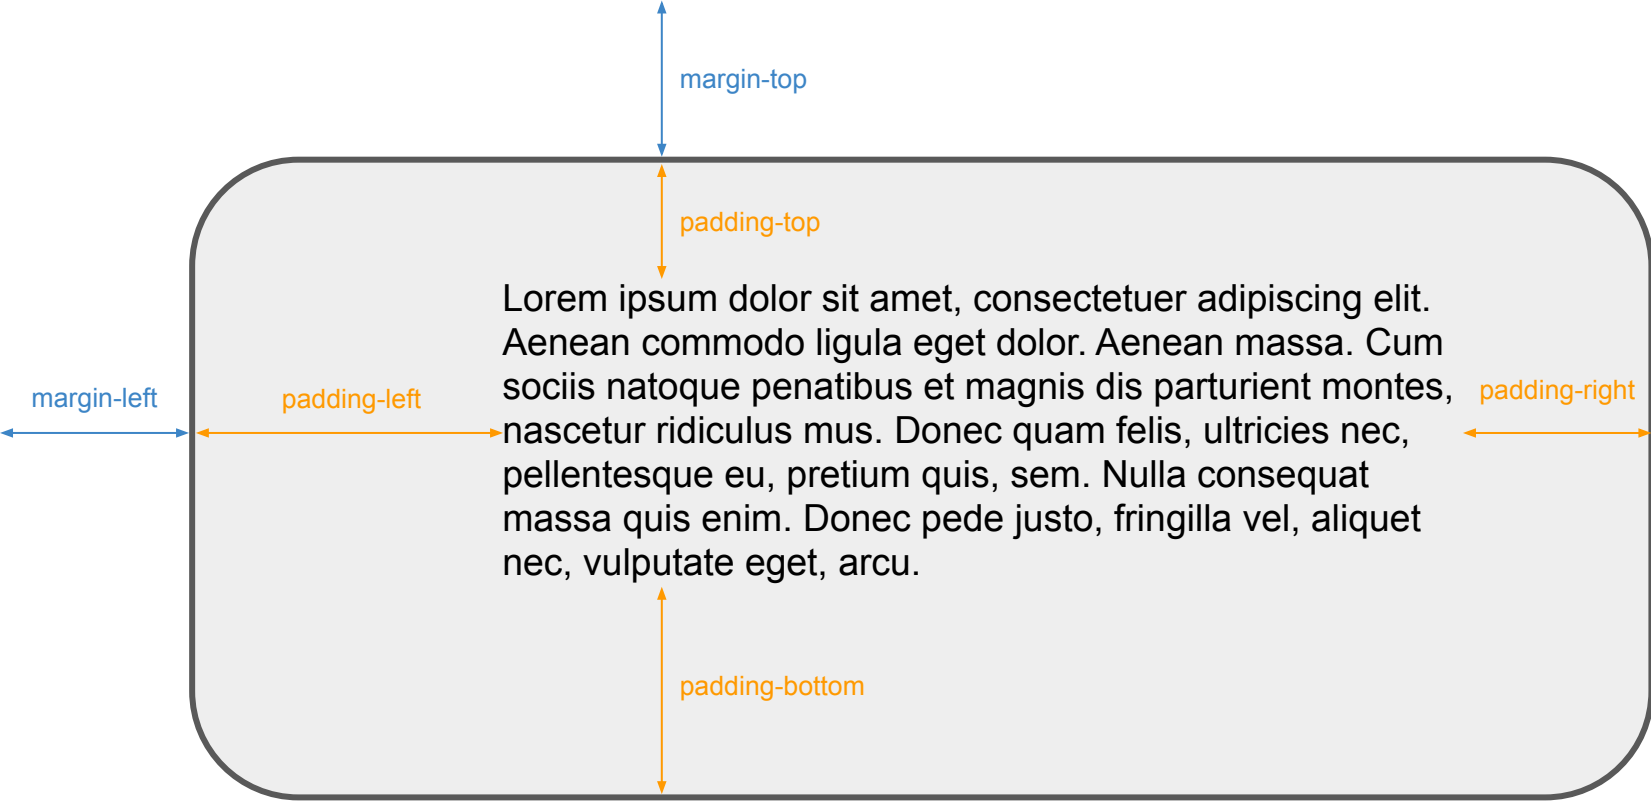 margin-top
padding-top
Lorem ipsum dolor sit amet, consectetuer adipiscing elit.
Aenean commodo ligula eget dolor. Aenean massa. Cum
sociis natoque penatibus et magnis dis parturient montes,
nascetur ridiculus mus. Donec quam felis, ultricies nec,
pellentesque eu, pretium quis, sem. Nulla consequat
massa quis enim. Donec pede justo, fringilla vel, aliquet
nec, vulputate eget, arcu.
margin-left
padding-left
padding-right
padding-bottom